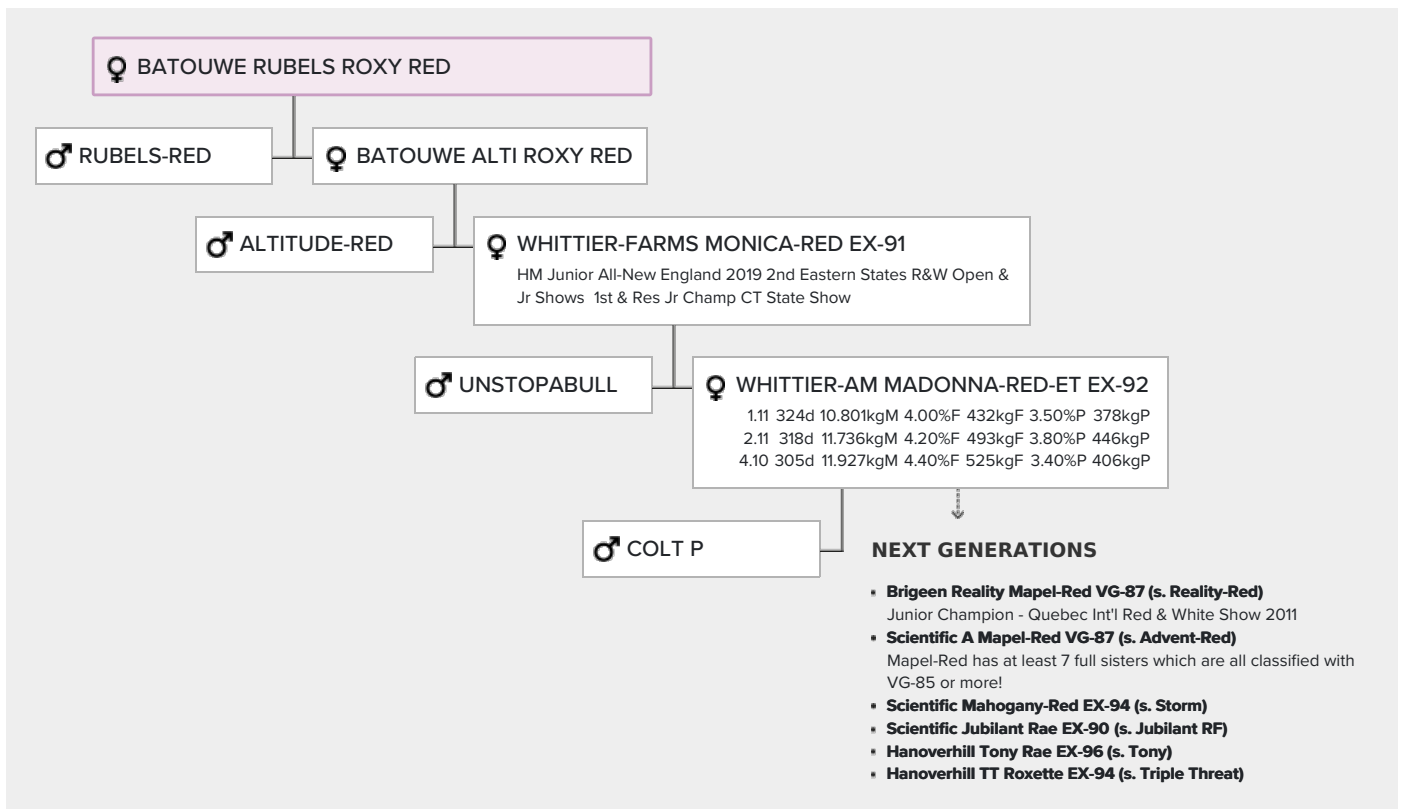 BATOUWE RUBELS ROXY RED
RUBELS-RED
BATOUWE ALTI ROXY RED
ALTITUDE-RED
WHITTIER-FARMS MONICA-RED EX-91
HM Junior All-New England 2019 2nd Eastern States R&W Open &
Jr Shows 1st & Res Jr Champ CT State Show
UNSTOPABULL
WHITTIER-AM MADONNA-RED-ET EX-92
1.11 324d 10.801kgM 4.00%F 432kgF 3.50%P 378kgP
2.11 318d 11.736kgM 4.20%F 493kgF 3.80%P 446kgP
4.10 305d 11.927kgM 4.40%F 525kgF 3.40%P 406kgP
COLT P
NEXT GENERATIONS
Brigeen Reality Mapel-Red VG-87 (s. Reality-Red)
Junior Champion - Quebec Int'l Red & White Show 2011
Scientific A Mapel-Red VG-87 (s. Advent-Red)
Mapel-Red has at least 7 full sisters which are all classified with
VG-85 or more!
Scientific Mahogany-Red EX-94 (s. Storm)
Scientific Jubilant Rae EX-90 (s. Jubilant RF)
Hanoverhill Tony Rae EX-96 (s. Tony)
Hanoverhill TT Roxette EX-94 (s. Triple Threat)